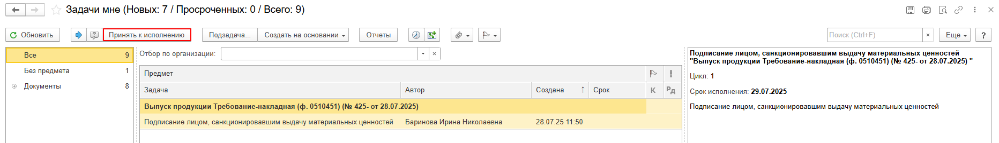 Задачи мне (Новых: 7 / Просроченных: 0 / Всего: 9)
Обновить
Принять к исполнению
Подзадача...
Создать на основании
Отчеты
Поиск (Ctrl+F)
×
Еще
?
Все 9
Без предмета 1
Документы 8
Отбор по организации:
Предмет
Задача Автор Создана ↑ Срок К Рд
Выпуск продукции Требование-накладная (ф. 0510451) (№ 425- от 28.07.2025)
Подписание лицом, санкционировавшим выдачу материальных ценностей Баринова Ирина Николаевна 28.07.25 11:50
Подписание лицом, санкционировавшим выдачу материальных ценностей
"Выпуск продукции Требование-накладная (ф. 0510451) (№ 425- от 28.07.2025) "
Цикл: 1
Срок исполнения: 29.07.2025
Подписание лицом, санкционировавшим выдачу материальных ценностей